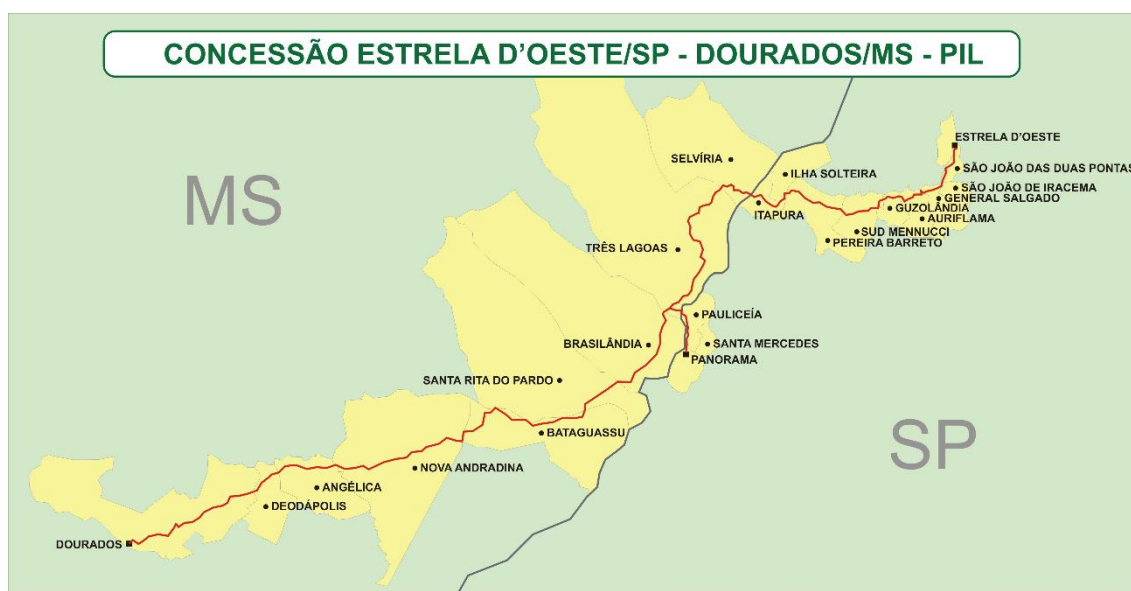 CONCESSÃO ESTRELA D'OESTE/SP - DOURADOS/MS - PIL
ESTRELA D'OESTE
SELVÍRIA
SÃO JOÃO DAS DUAS PONTAS
ILHA SOLTEIRA
MS
SÃO JOÃO DE IRACEMA
GENERAL SALGADO
ITAPURA
GUZOLÂNDIA
AURIFLAMA
SUD MENNUCCI
PEREIRA BARRETO
TRÊS LAGOAS
PAULICEÍA
BRASILÂNDIA
SANTA MERCEDES
PANORAMA
SANTA RITA DO PARDO
BATAGUASSU
SP
NOVA ANDRADINA
ANGÉLICA
DEODÁPOLIS
DOURADOS